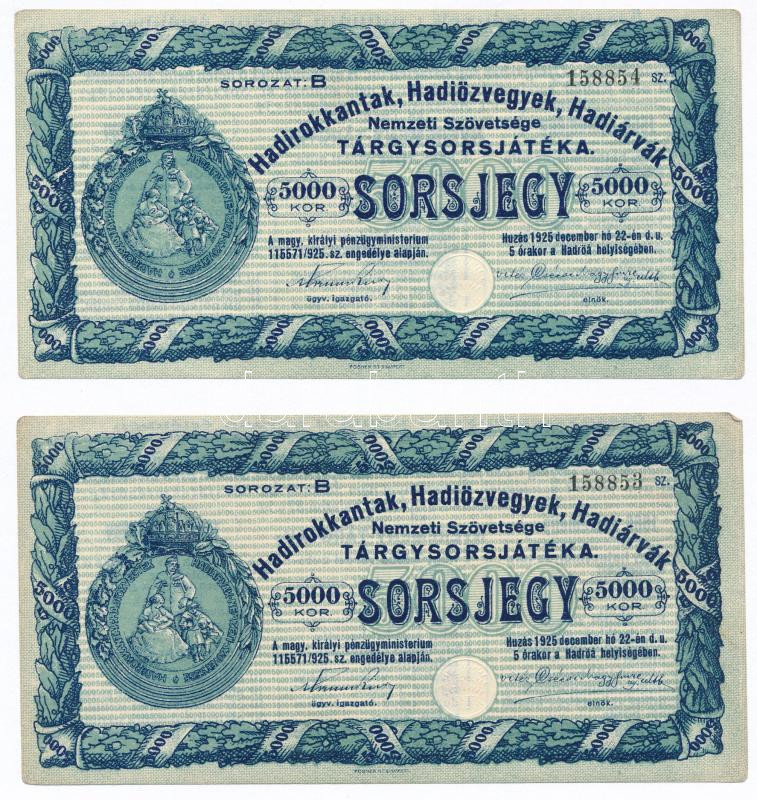 SOROZAT: B
158854 SZ.
Hadirokkantak, Hadiözvegyek, Hadiárvák
Nemzeti Szövetsége
TÁRGYSORSJÁTÉKA.
5000 KOR.
SORSJEGY
5000 KOR.
A magy. királyi pénzügyministerium
115571/925. sz. engedélye alapján.
Huzás 1925 december hó 22-én d. u.
5 órakor a Hadröá helyiségében.
ügyv. igazgató.
elnök.
SOROZAT: B
158853 SZ.
Hadirokkantak, Hadiözvegyek, Hadiárvák
Nemzeti Szövetsége
TÁRGYSORSJÁTÉKA.
5000 KOR.
SORSJEGY
5000 KOR.
A magy. királyi pénzügyministerium
115571/925. sz. engedélye alapján.
Huzás 1925 december hó 22-én d. u.
5 órakor a Hadröá helyiségében.
ügyv. igazgató.
elnök.